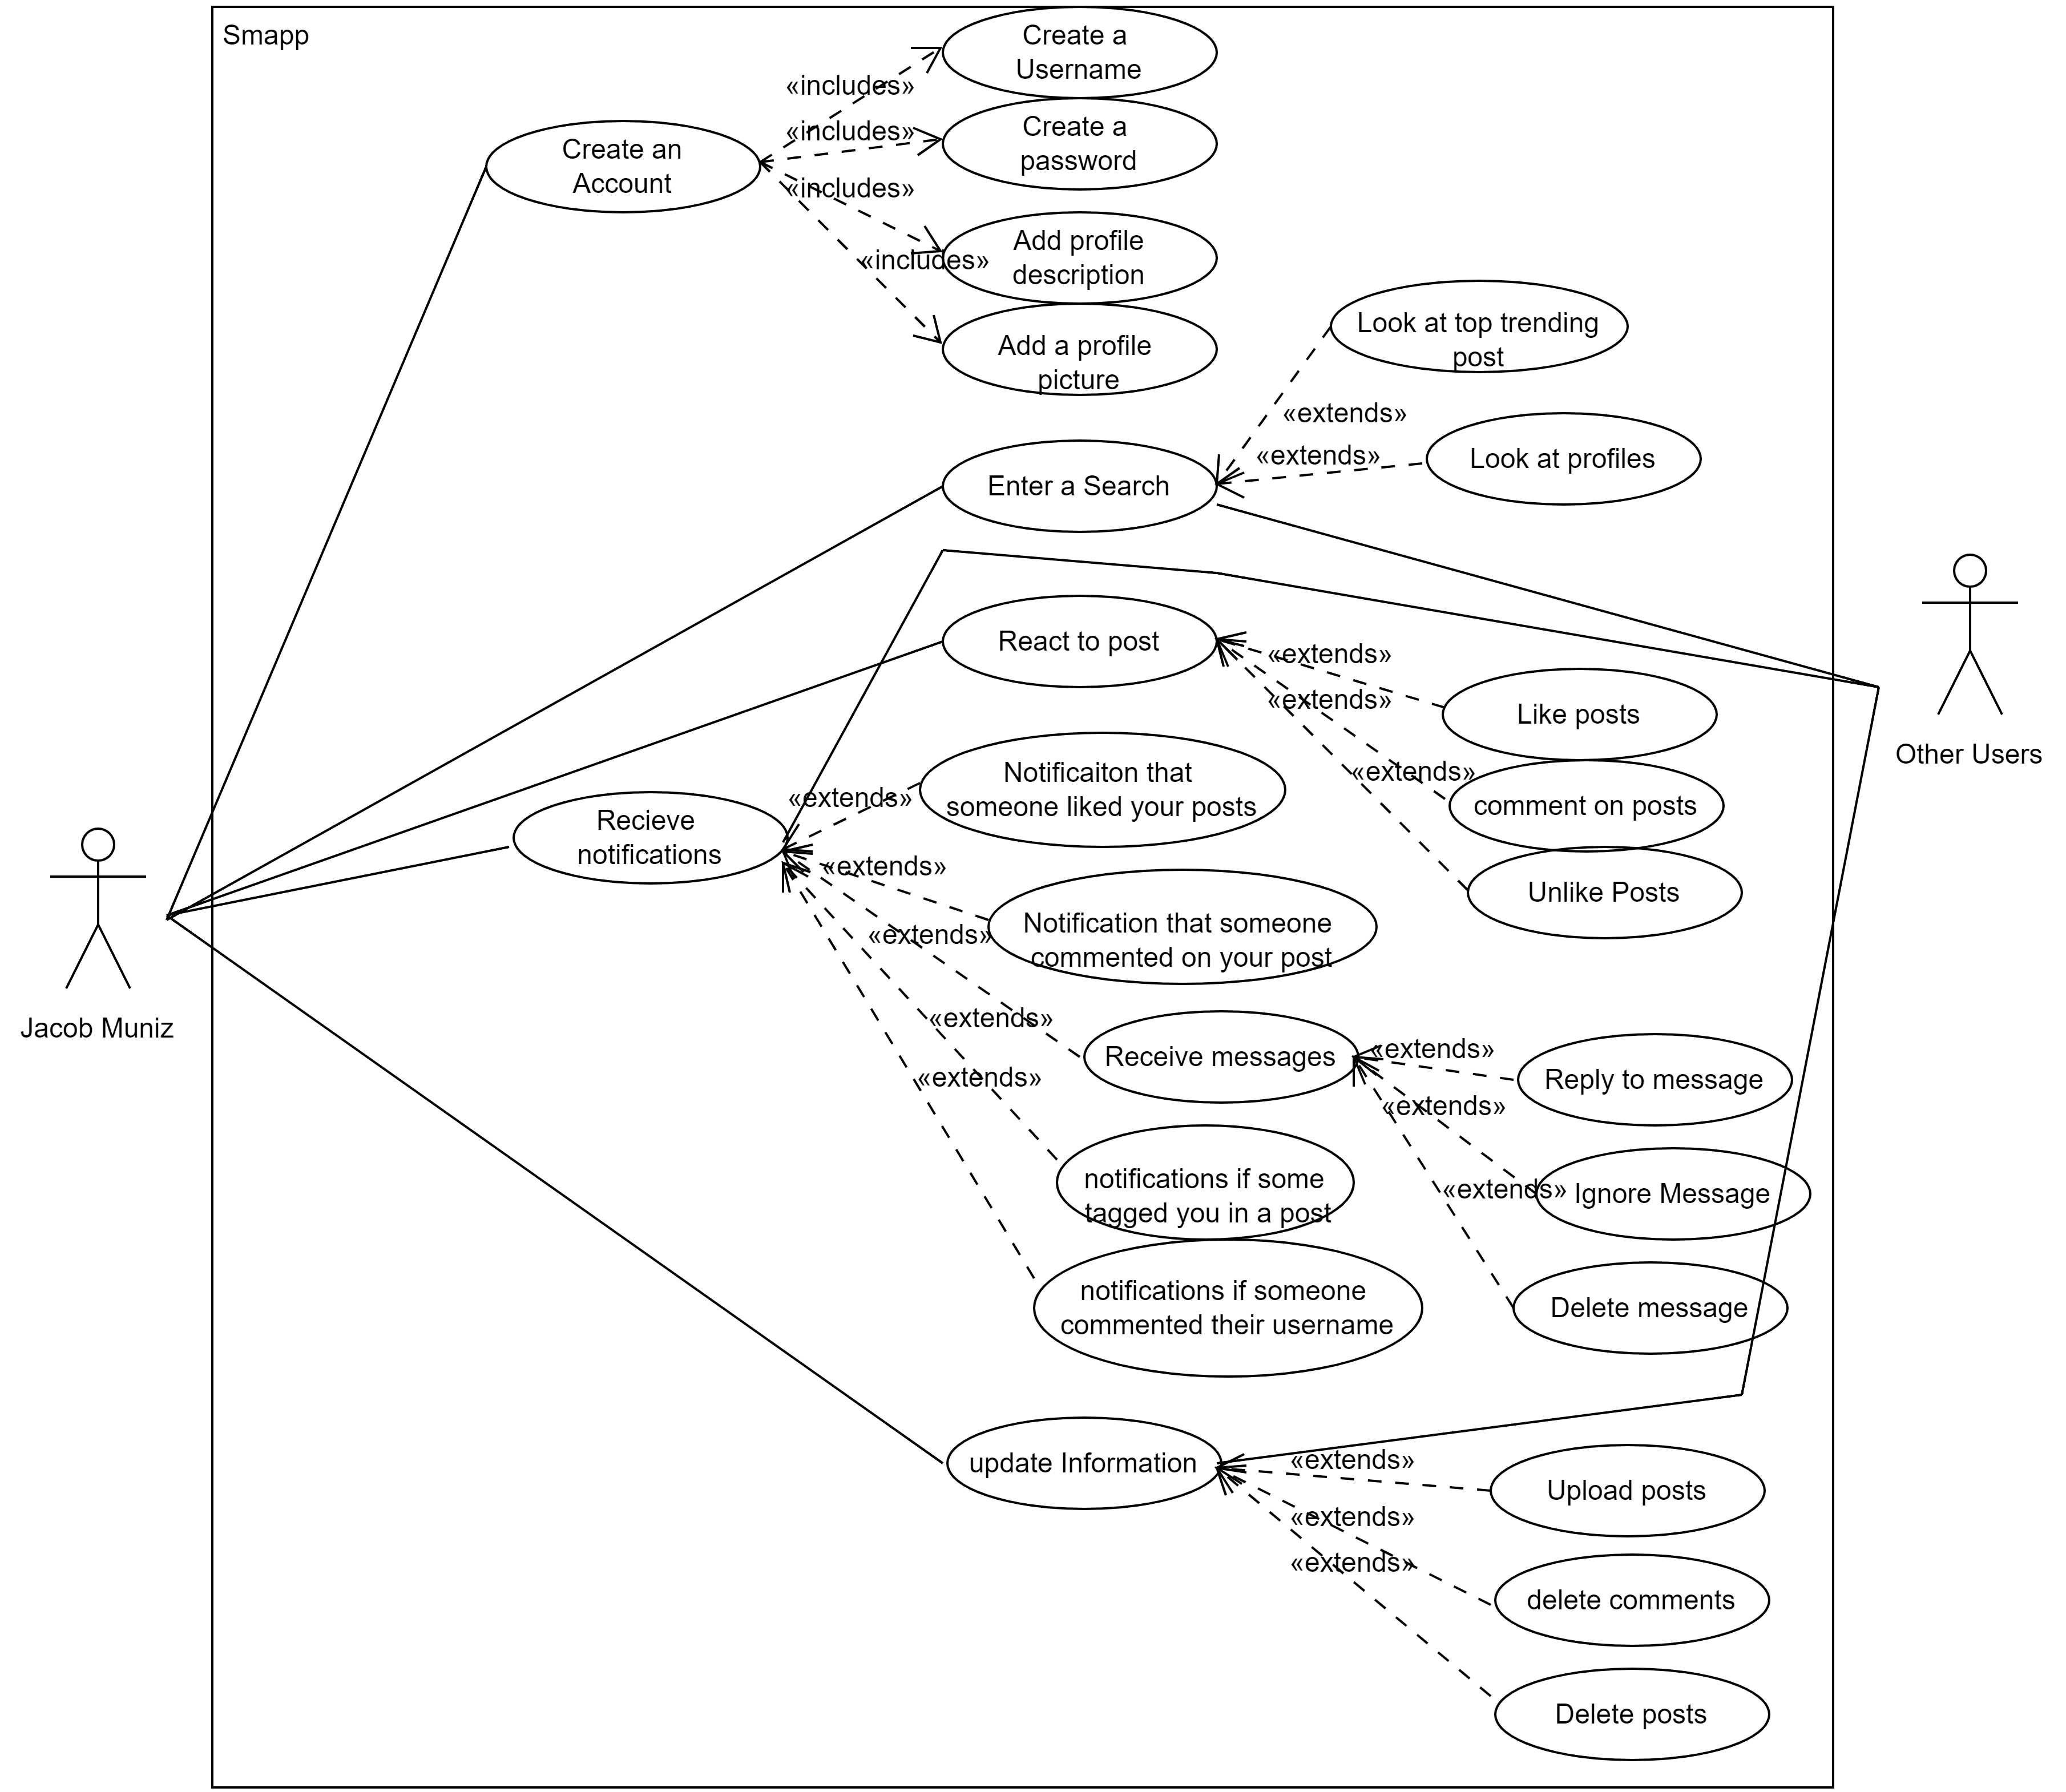 Smapp
Create a
Username
«includes»
Create a
password
«includes»
Create an
Account
«includes»
Add profile
description
«includes»
Add a profile
picture
Look at top trending
post
«extends»
«extends»
Look at profiles
Enter a Search
React to post
«extends»
«extends»
Like posts
Other Users
«extends»
comment on posts
Notificaiton that
someone liked your posts
«extends»
Recieve
notifications
«extends»
Unlike Posts
Notification that someone
commented on your post
«extends»
Jacob Muniz
«extends»
«extends»
Receive messages
«extends»
Reply to message
«extends»
notifications if some
tagged you in a post
«extends»
Ignore Message
notifications if someone
commented their username
Delete message
update Information
«extends»
Upload posts
«extends»
«extends»
delete comments
Delete posts